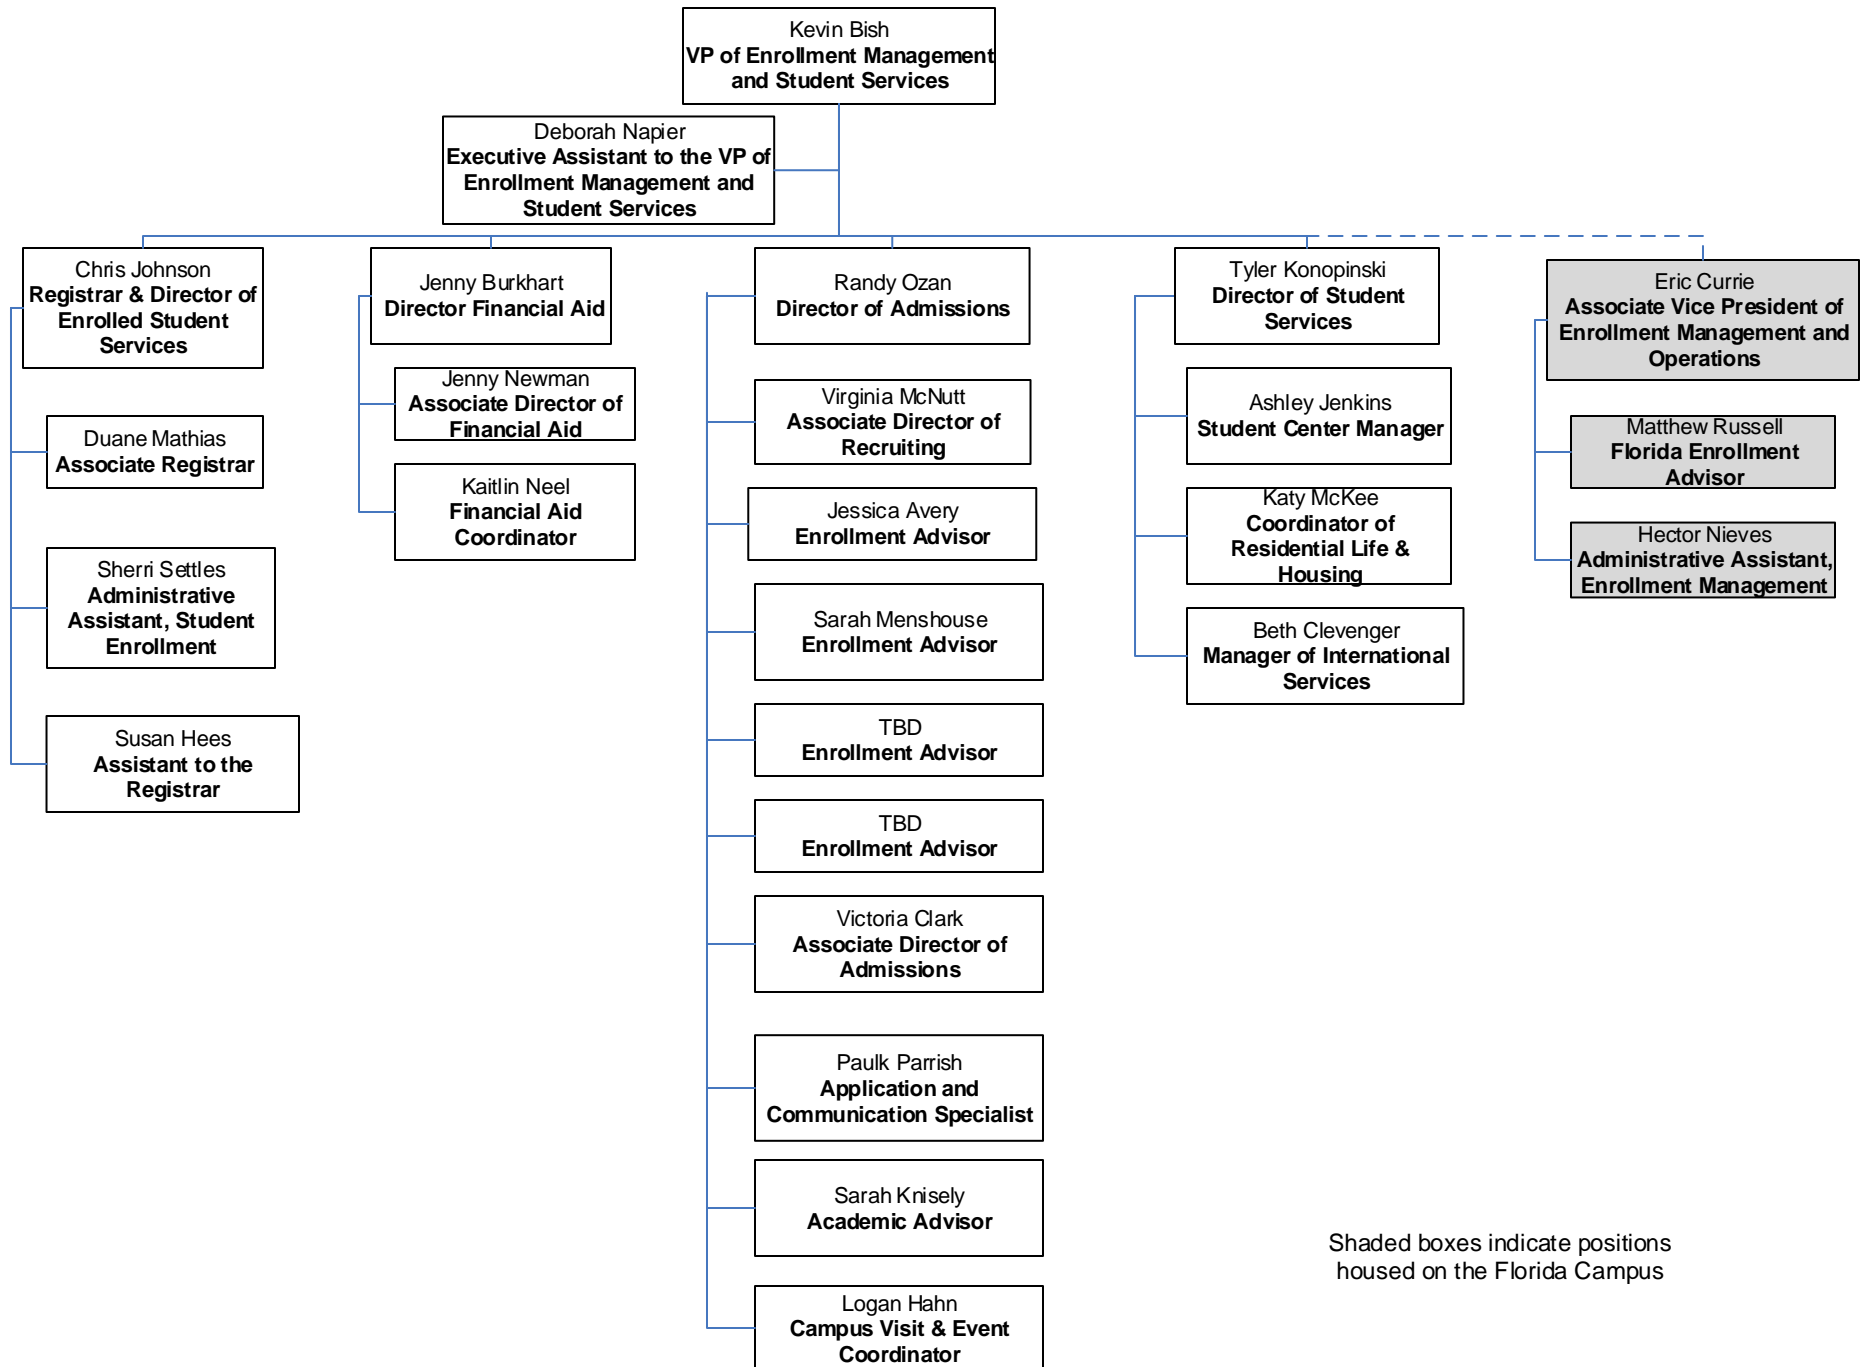 Kevin Bish
VP of Enrollment Management
and Student Services
Deborah Napier
Executive Assistant to the VP of
Enrollment Management and
Student Services
Chris Johnson
Registrar & Director of
Enrolled Student
Services
Duane Mathias
Associate Registrar
Sherri Settles
Administrative
Assistant, Student
Enrollment
Susan Hees
Assistant to the
Registrar
Jenny Burkhart
Director Financial Aid
Jenny Newman
Associate Director of
Financial Aid
Kaitlin Neel
Financial Aid
Coordinator
Randy Ozan
Director of Admissions
Virginia McNutt
Associate Director of
Recruiting
Jessica Avery
Enrollment Advisor
Sarah Menshouse
Enrollment Advisor
TBD
Enrollment Advisor
TBD
Enrollment Advisor
Victoria Clark
Associate Director of
Admissions
Paulk Parrish
Application and
Communication Specialist
Sarah Knisely
Academic Advisor
Logan Hahn
Campus Visit & Event
Coordinator
Tyler Konopinski
Director of Student
Services
Ashley Jenkins
Student Center Manager
Katy McKee
Coordinator of
Residential Life &
Housing
Beth Clevenger
Manager of International
Services
Eric Currie
Associate Vice President of
Enrollment Management and
Operations
Matthew Russell
Florida Enrollment
Advisor
Hector Nieves
Administrative Assistant,
Enrollment Management
Shaded boxes indicate positions
housed on the Florida Campus